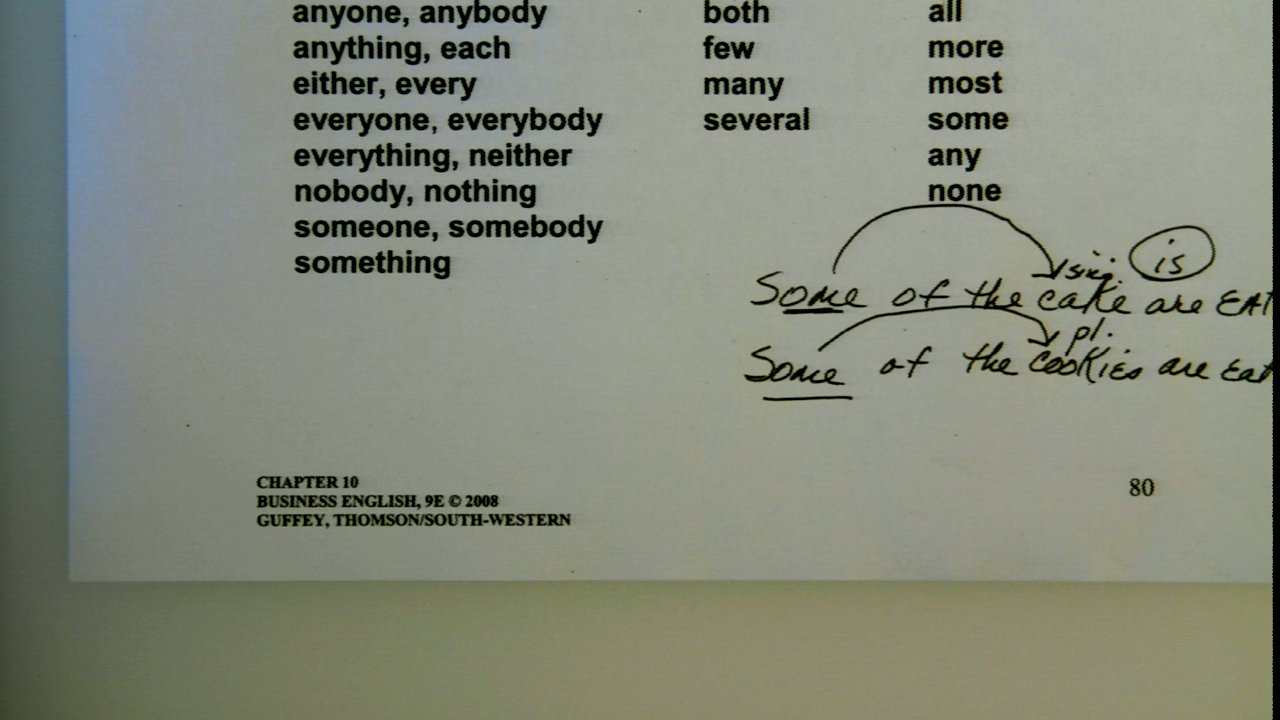 anyone, anybody both all
anything, each few more
either, every many most
everyone, everybody several some
everything, neither any
nobody, nothing none
someone, somebody
something
sing. is
Some of the cake are EAT
pl.
Some of the cookies are Eat
CHAPTER 10
80
BUSINESS ENGLISH, 9E © 2008
GUFFEY, THOMSON/SOUTH-WESTERN